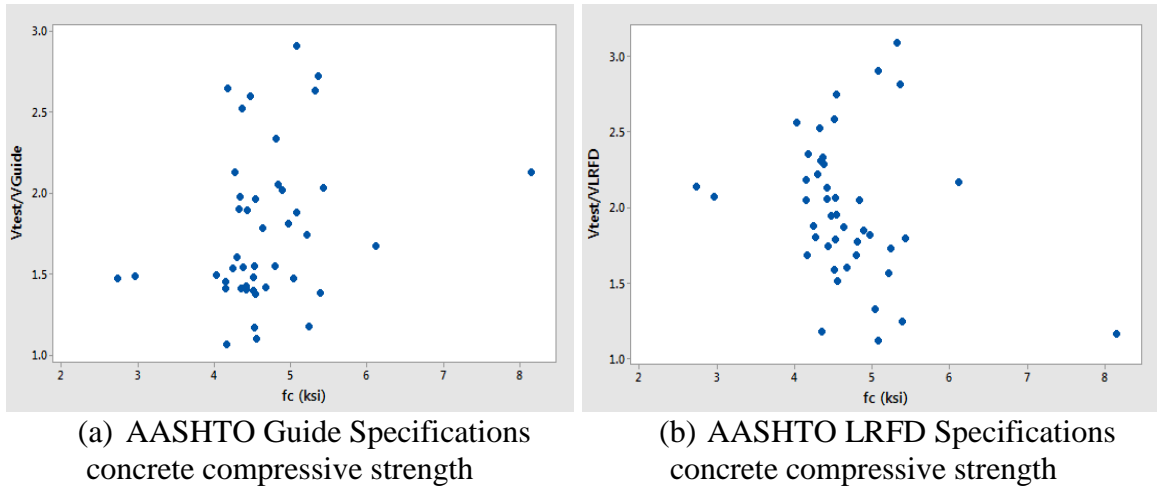 3.0
2.5
2.0
1.5
1.0
Vtest/VGuide
2 3 4 5 6 7 8
fc (ksi)
3.0
2.5
2.0
1.5
1.0
Vtest/VLRFD
2 3 4 5 6 7 8
fc (ksi)
(a) AASHTO Guide Specifications
concrete compressive strength
(b) AASHTO LRFD Specifications
concrete compressive strength